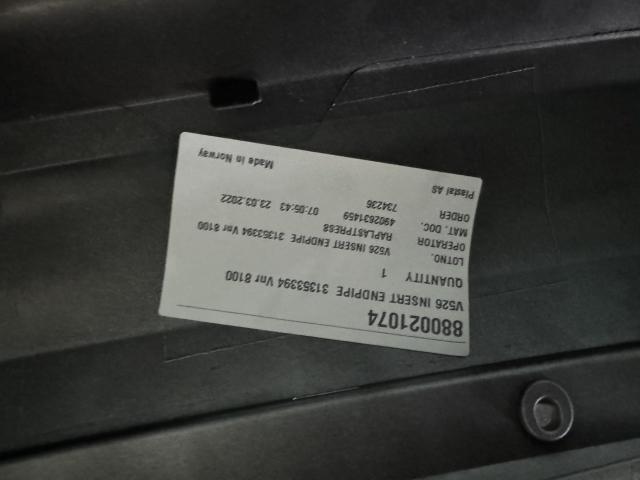 880021074
V526 INSERT ENDPIPE 31353394 Vnr 8100
QUANTITY 1
LOTNO. V526 INSERT ENDPIPE 31353394 Vnr 8100
OPERATOR RAPLASTPRES8
MAT. DOC. 4902631459 07:05:43 23.03.2022
ORDER 734236
Plastal AS Made in Norway